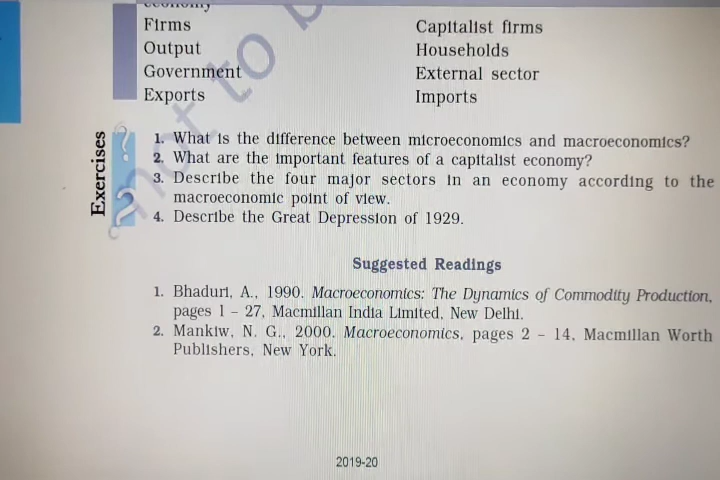 economy
Firms Capitalist firms
Output Households
Government External sector
Exports Imports
Exercises
1. What is the difference between microeconomics and macroeconomics?
2. What are the important features of a capitalist economy?
3. Describe the four major sectors in an economy according to the
macroeconomic point of view.
4. Describe the Great Depression of 1929.
Suggested Readings
1. Bhaduri, A., 1990. Macroeconomics: The Dynamics of Commodity Production,
pages 1 – 27, Macmillan India Limited, New Delhi.
2. Mankiw, N. G., 2000. Macroeconomics, pages 2 – 14, Macmillan Worth
Publishers, New York.
2019-20
not to b